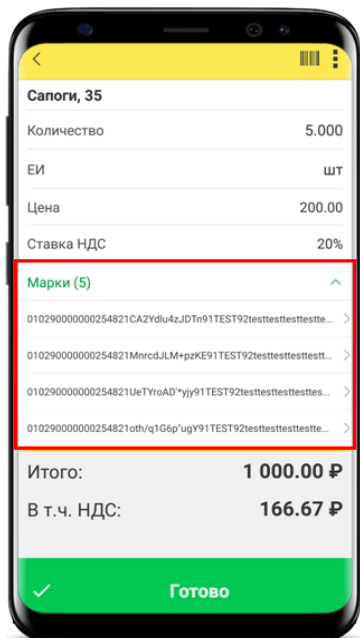 Сапоги, 35
Количество 5.000
ЕИ шт
Цена 200.00
Ставка НДС 20%
Марки (5)
010290000000254821CA2Ydlu4zJDTn91TEST92testtesttesttestte...
010290000000254821MnrcdJLM+pzKE91TEST92testtesttesttestt...
010290000000254821UeTYroAD'*yjy91TEST92testtesttesttesttes...
010290000000254821oth/q1G6p"ugY91TEST92testtesttesttestte...
Итого: 1 000.00 ₽
В т.ч. НДС: 166.67 ₽
Готово